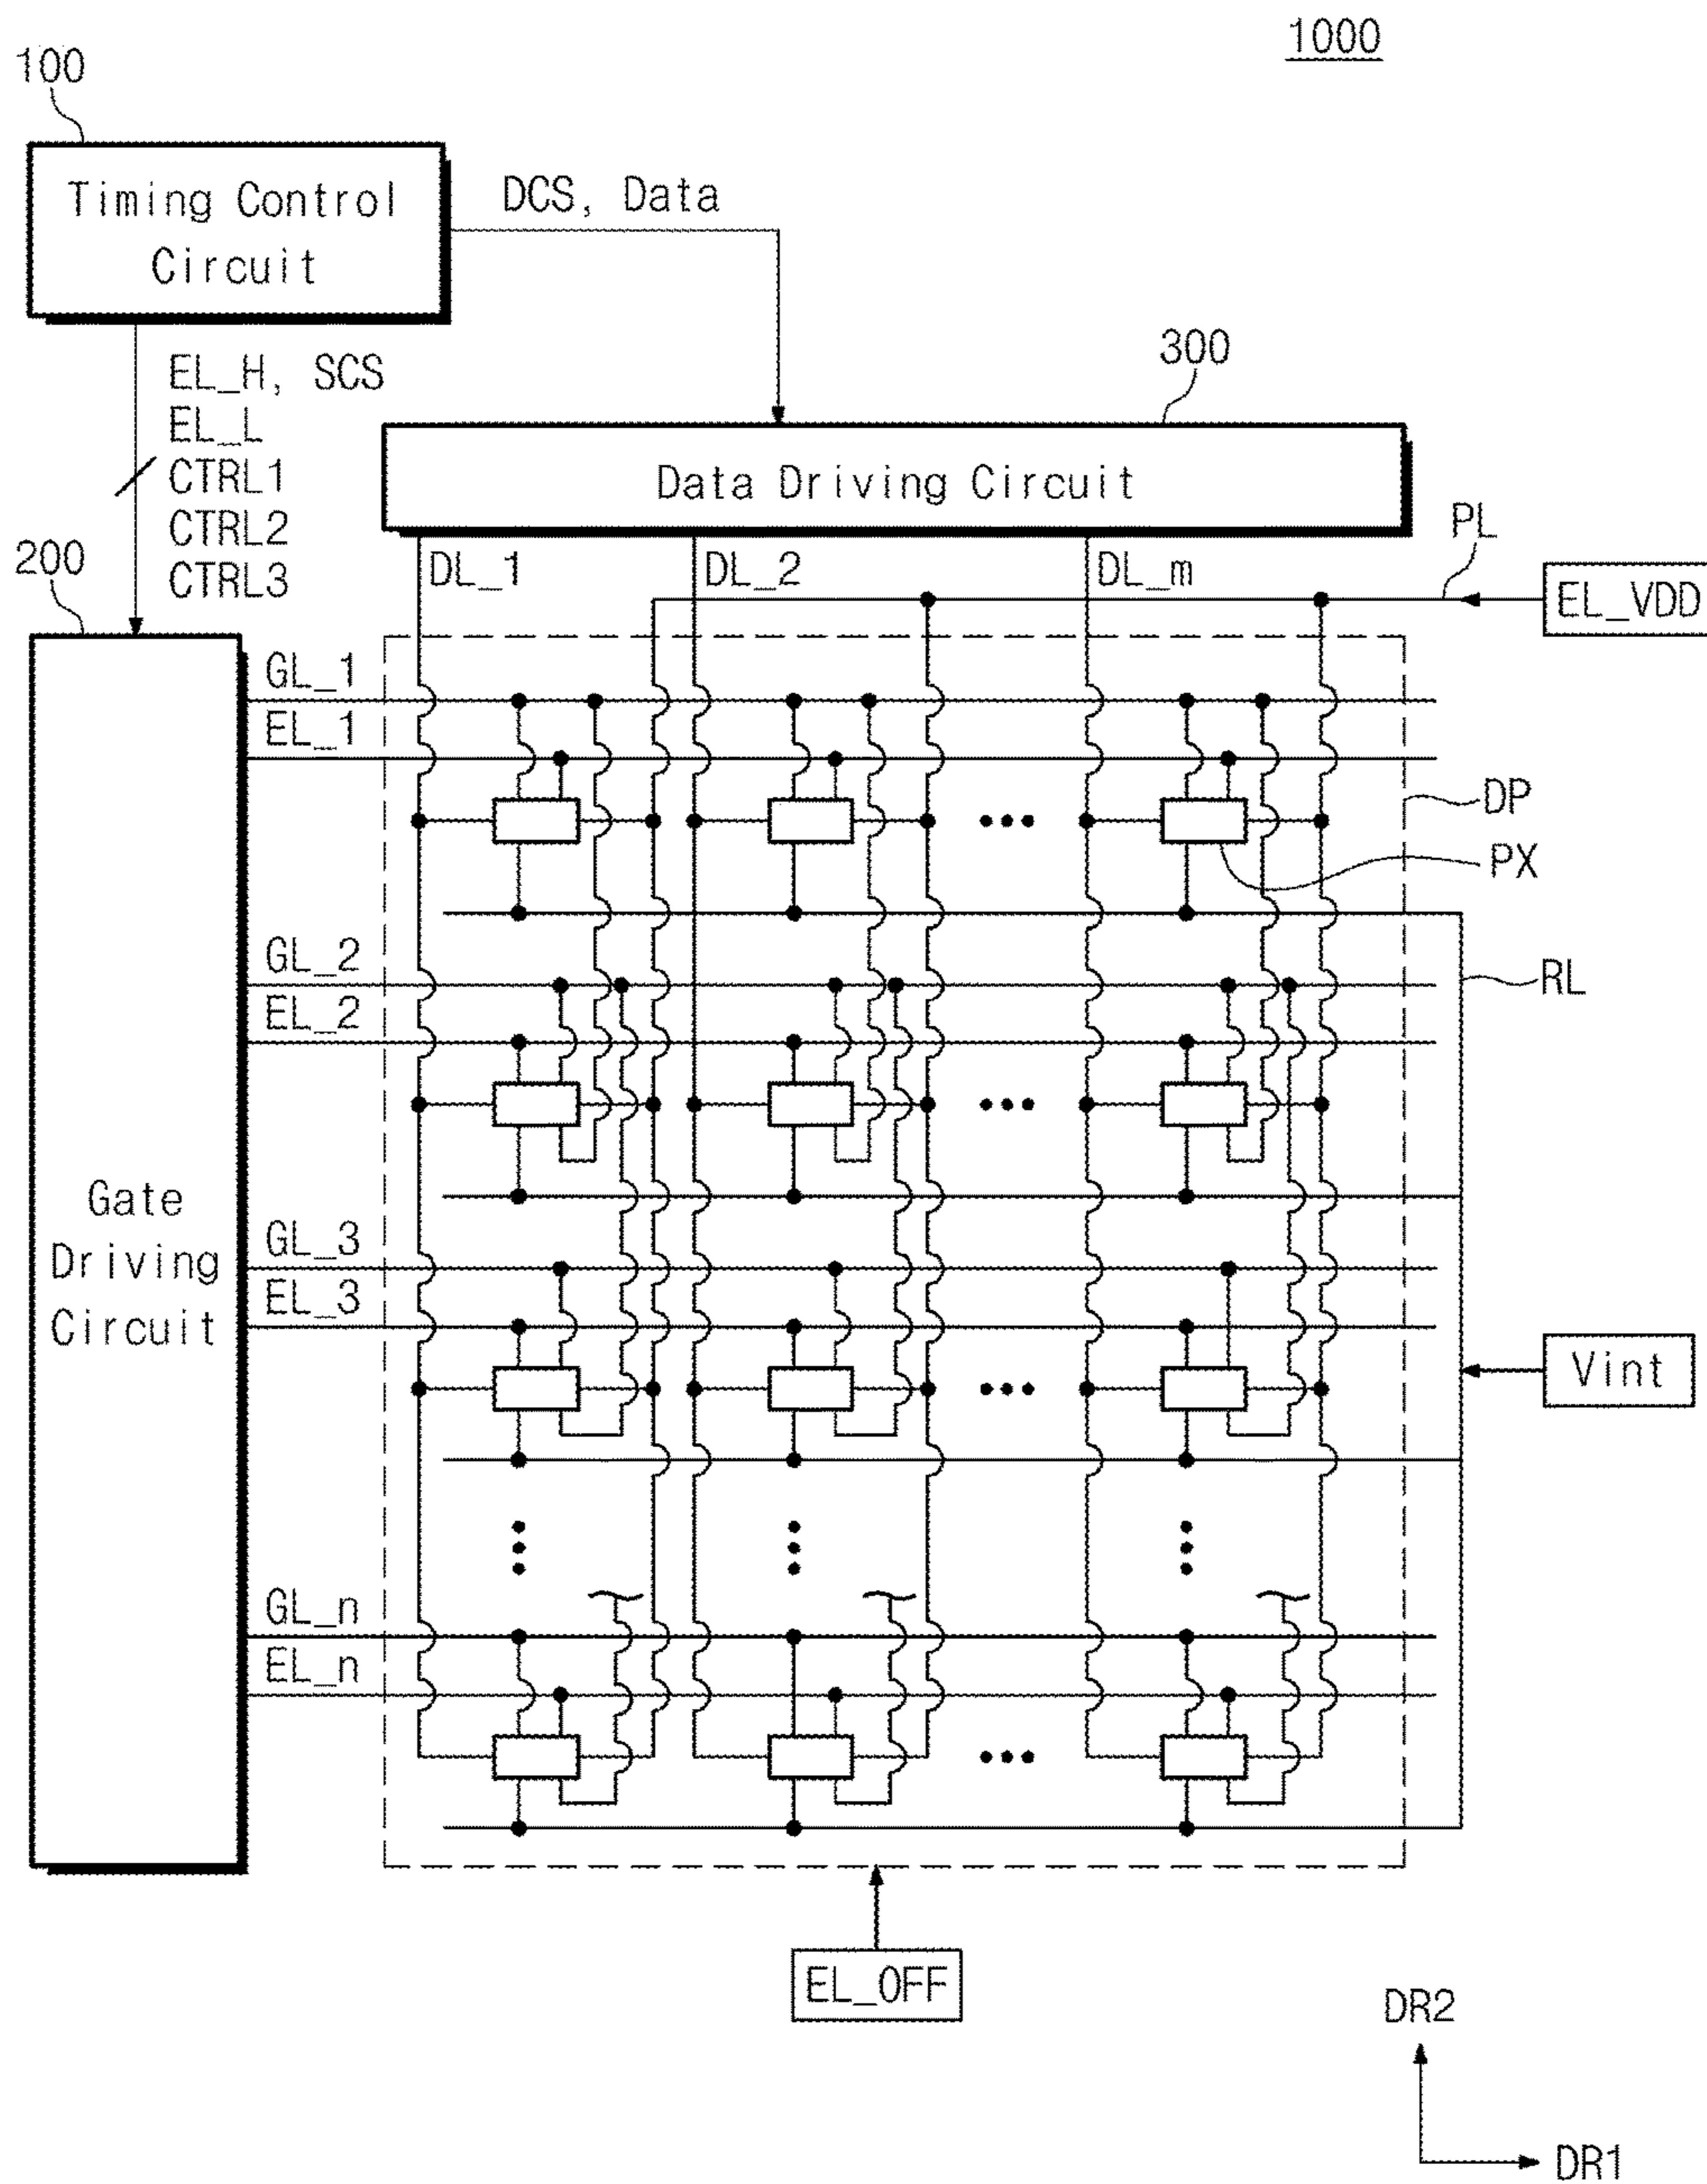 1000
100
Timing Control
Circuit
DCS, Data
EL_H, SCS
EL_L
CTRL1
CTRL2
CTRL3
300
Data Driving Circuit
200
DL_1
DL_2
DL_m
PL
EL_VDD
GL_1
EL_1
DP
PX
GL_2
EL_2
RL
Gate
Driving
Circuit
GL_3
EL_3
Vint
GL_n
EL_n
EL_OFF
DR2
DR1